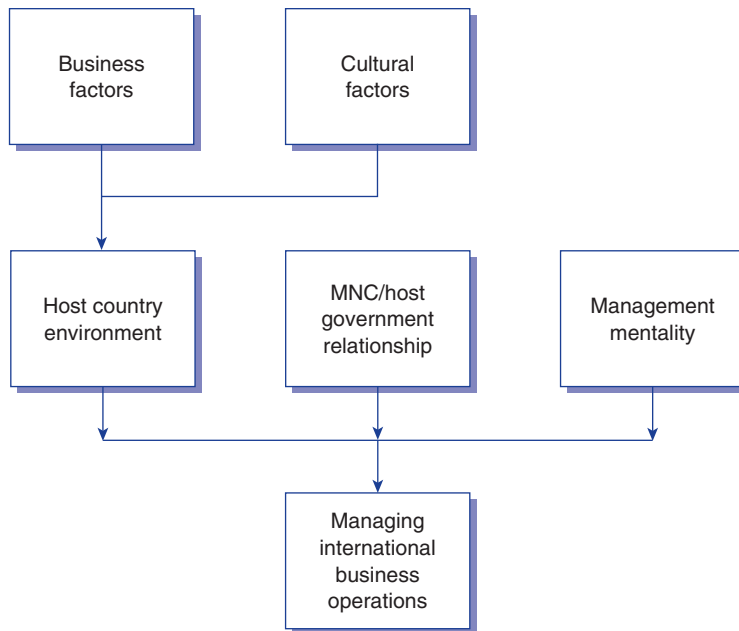 Business
factors
Cultural
factors
Host country
environment
MNC/host
government
relationship
Management
mentality
Managing
international
business
operations